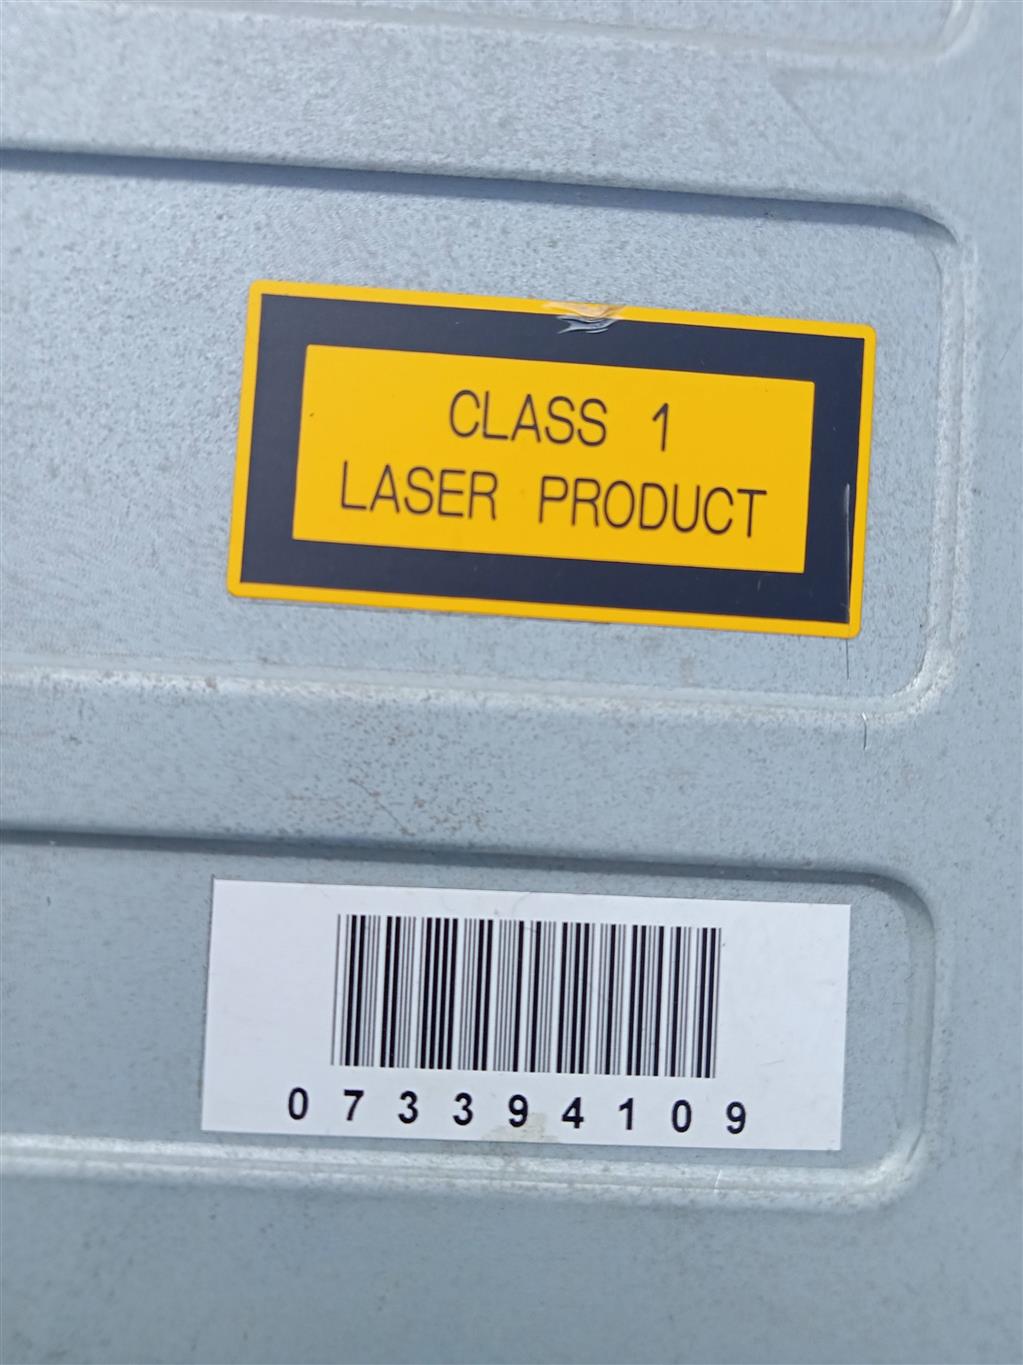 CLASS 1
LASER PRODUCT
073394109